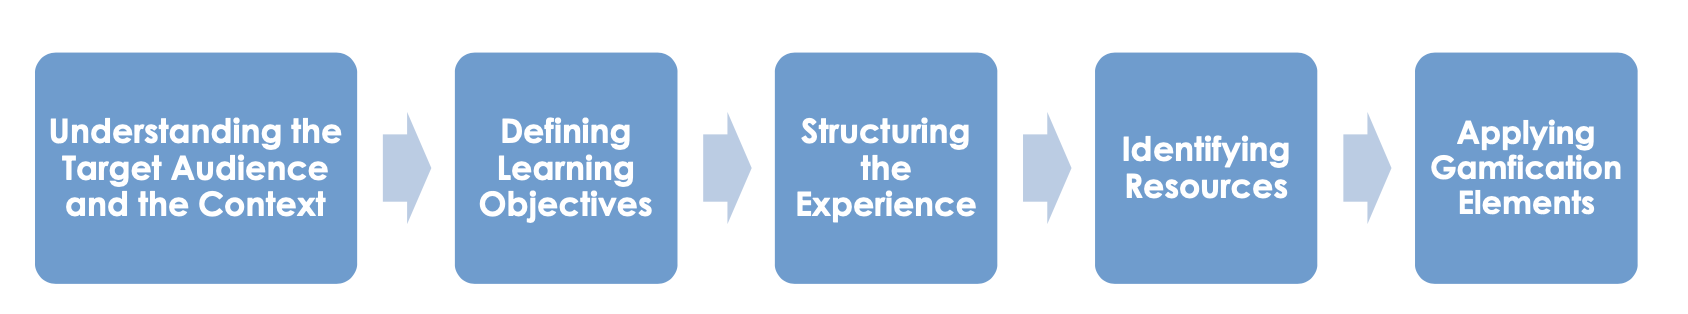 Understanding the
Target Audience
and the Context
Defining
Learning
Objectives
Structuring
the
Experience
Identifying
Resources
Applying
Gamfication
Elements